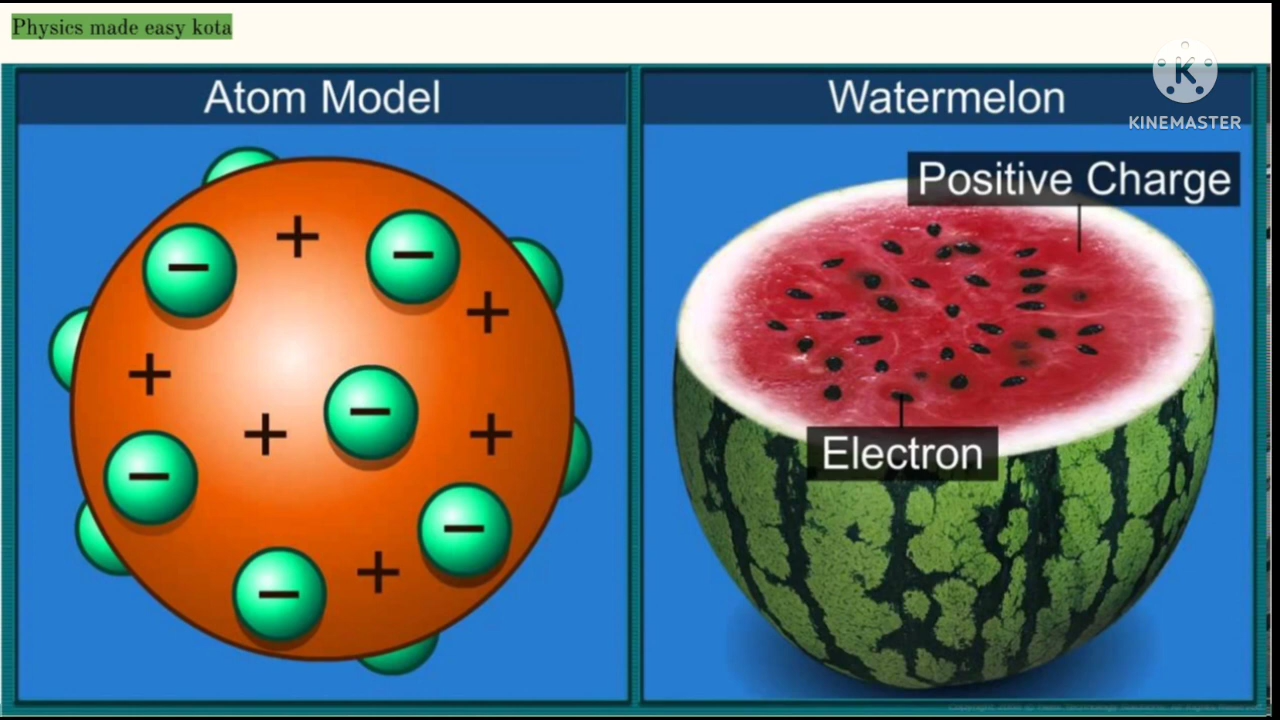 Physics made easy kota
Atom Model
Watermelon
K
KINEMASTER
Positive Charge
− + −
+
+ −
+ +
−
−
+
−
Electron